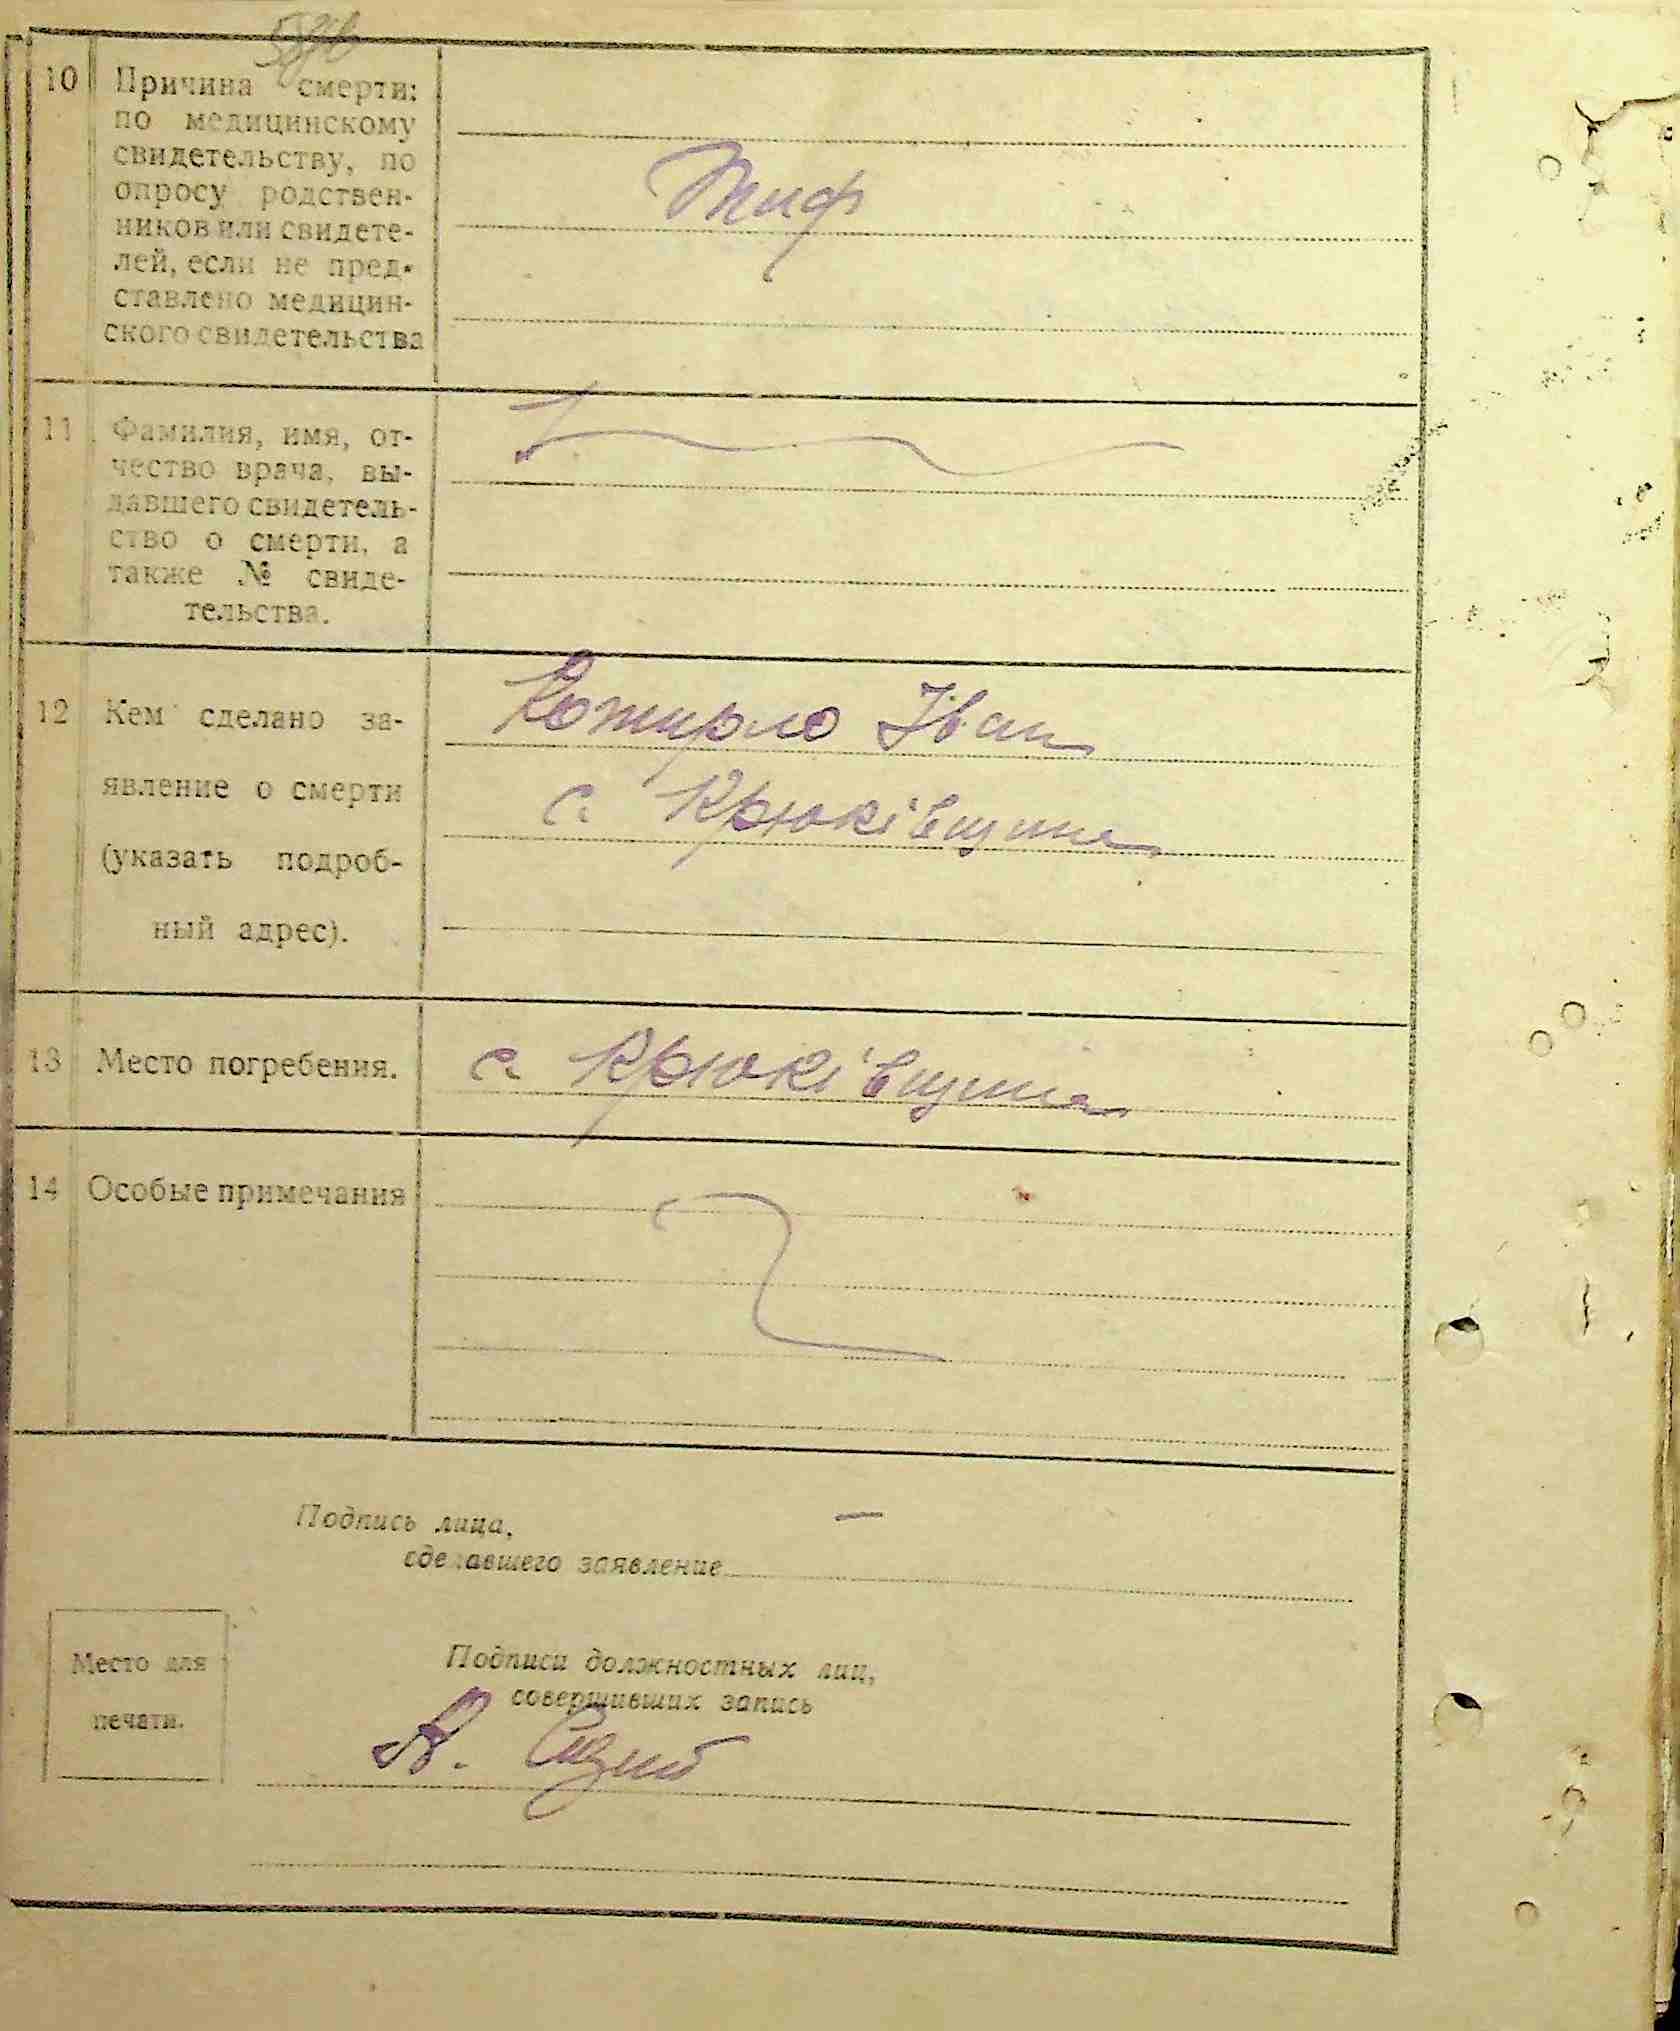 10 Причина смерти:
по медицинскому
свидетельству, по
опросу родствен-
ников или свидете-
лей, если не пред-
ставлено медицин-
ского свидетельства
Тиф
11 Фамилия, имя, от-
чество врача, вы-
давшего свидетель-
ство о смерти, а
также № свиде-
тельства.
12 Кем сделано за-
явление о смерти
(указать подроб-
ный адрес).
Котирло Іван
с. Крюківщина
13 Место погребения.
с. Крюківщина
14 Особые примечания
Подпись лица,
сделавшего заявление
—
Место для
печати.
Подписи должностных лиц,
совершивших запись
А.